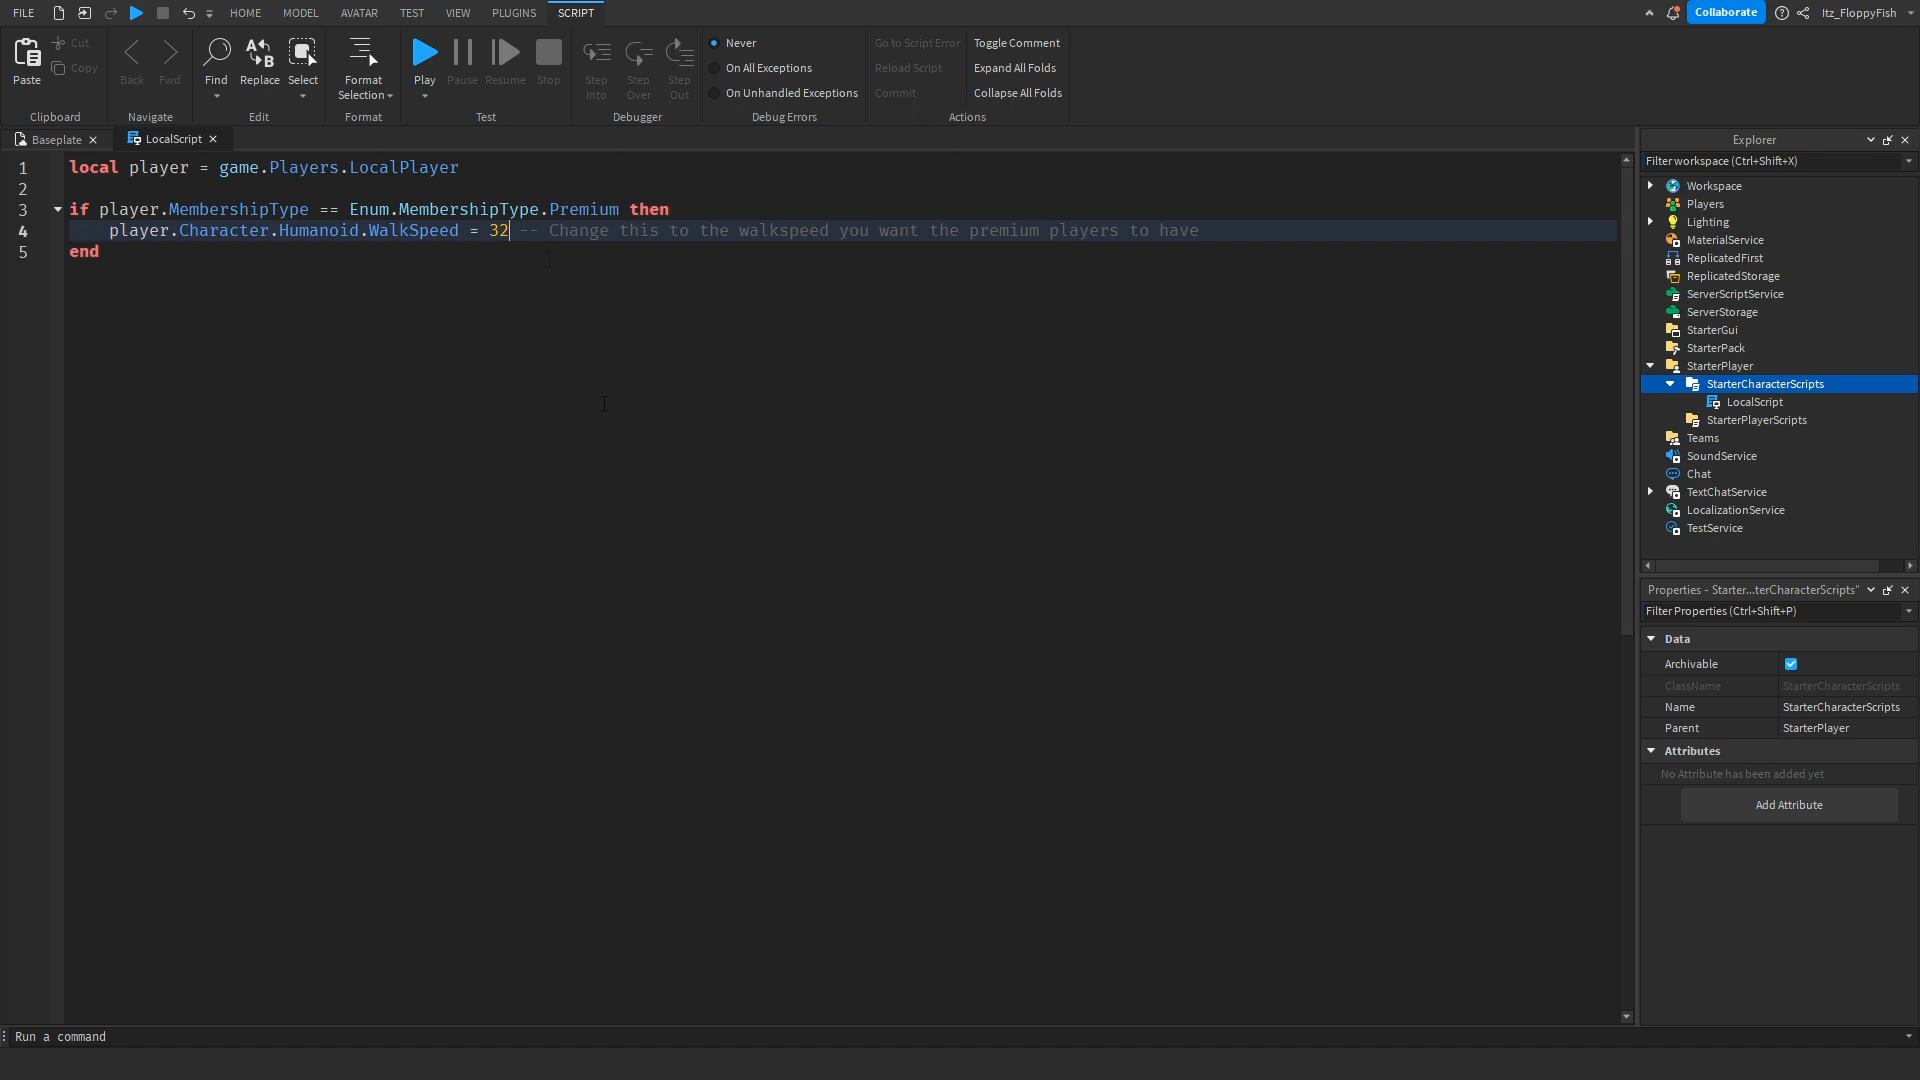 FILE HOME MODEL AVATAR TEST VIEW PLUGINS SCRIPT Collaborate Itz_FloppyFish
Paste Cut Copy
Clipboard
Back Fwd
Navigate
Find Replace Select
Edit
Format Selection
Format
Play Pause Resume Stop
Test
Step Into Step Over Step Out
Debugger
Never
On All Exceptions
On Unhandled Exceptions
Debug Errors
Go to Script Error Toggle Comment
Reload Script Expand All Folds
Commit Collapse All Folds
Actions
Baseplate LocalScript
1 local player = game.Players.LocalPlayer
2
3 if player.MembershipType == Enum.MembershipType.Premium then
4 player.Character.Humanoid.WalkSpeed = 32 -- Change this to the walkspeed you want the premium players to have
5 end
Explorer
Filter workspace (Ctrl+Shift+X)
Workspace
Players
Lighting
MaterialService
ReplicatedFirst
ReplicatedStorage
ServerScriptService
ServerStorage
StarterGui
StarterPack
StarterPlayer
StarterCharacterScripts
LocalScript
StarterPlayerScripts
Teams
SoundService
Chat
TextChatService
LocalizationService
TestService
Properties - Starter...terCharacterScripts"
Filter Properties (Ctrl+Shift+P)
Data
Archivable
ClassName StarterCharacterScripts
Name StarterCharacterScripts
Parent StarterPlayer
Attributes
No Attribute has been added yet
Add Attribute
Run a command